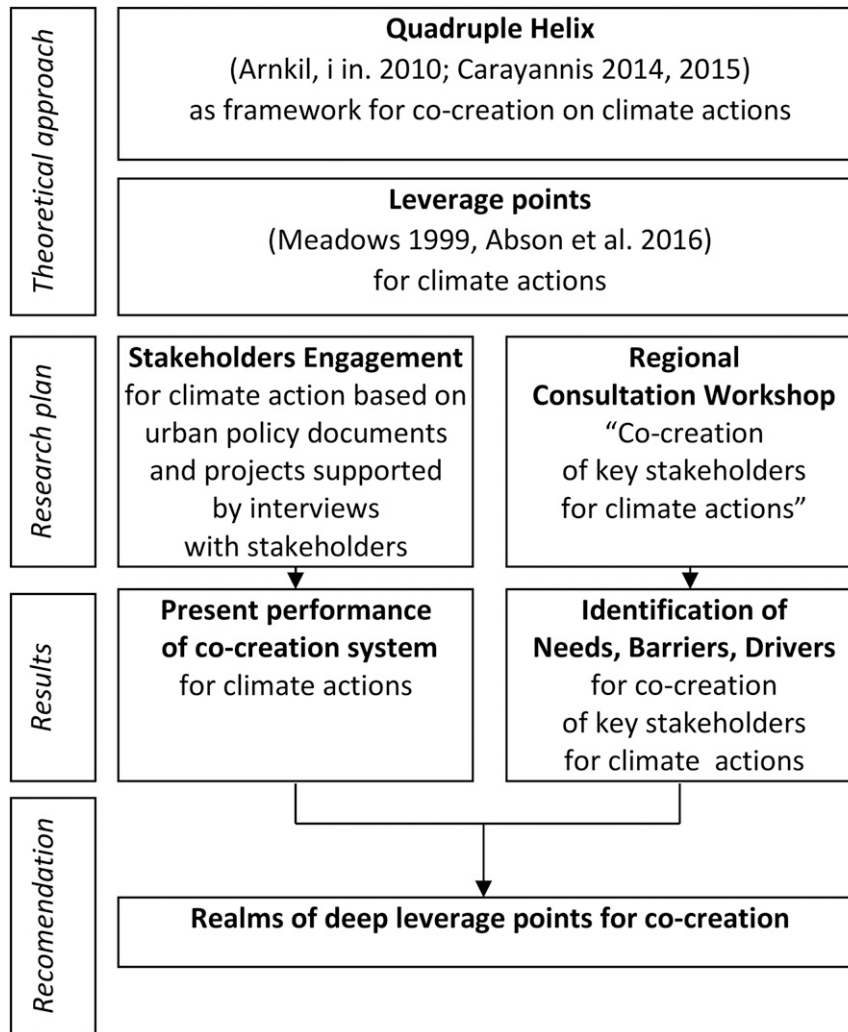 Theoretical approach
Quadruple Helix
(Arnkil, i in. 2010; Carayannis 2014, 2015)
as framework for co-creation on climate actions
Leverage points
(Meadows 1999, Abson et al. 2016)
for climate actions
Research plan
Stakeholders Engagement
for climate action based on
urban policy documents
and projects supported
by interviews
with stakeholders
Regional
Consultation Workshop
“Co-creation
of key stakeholders
for climate actions”
Results
Present performance
of co-creation system
for climate actions
Identification of
Needs, Barriers, Drivers
for co-creation
of key stakeholders
for climate actions
Recomendation
Realms of deep leverage points for co-creation